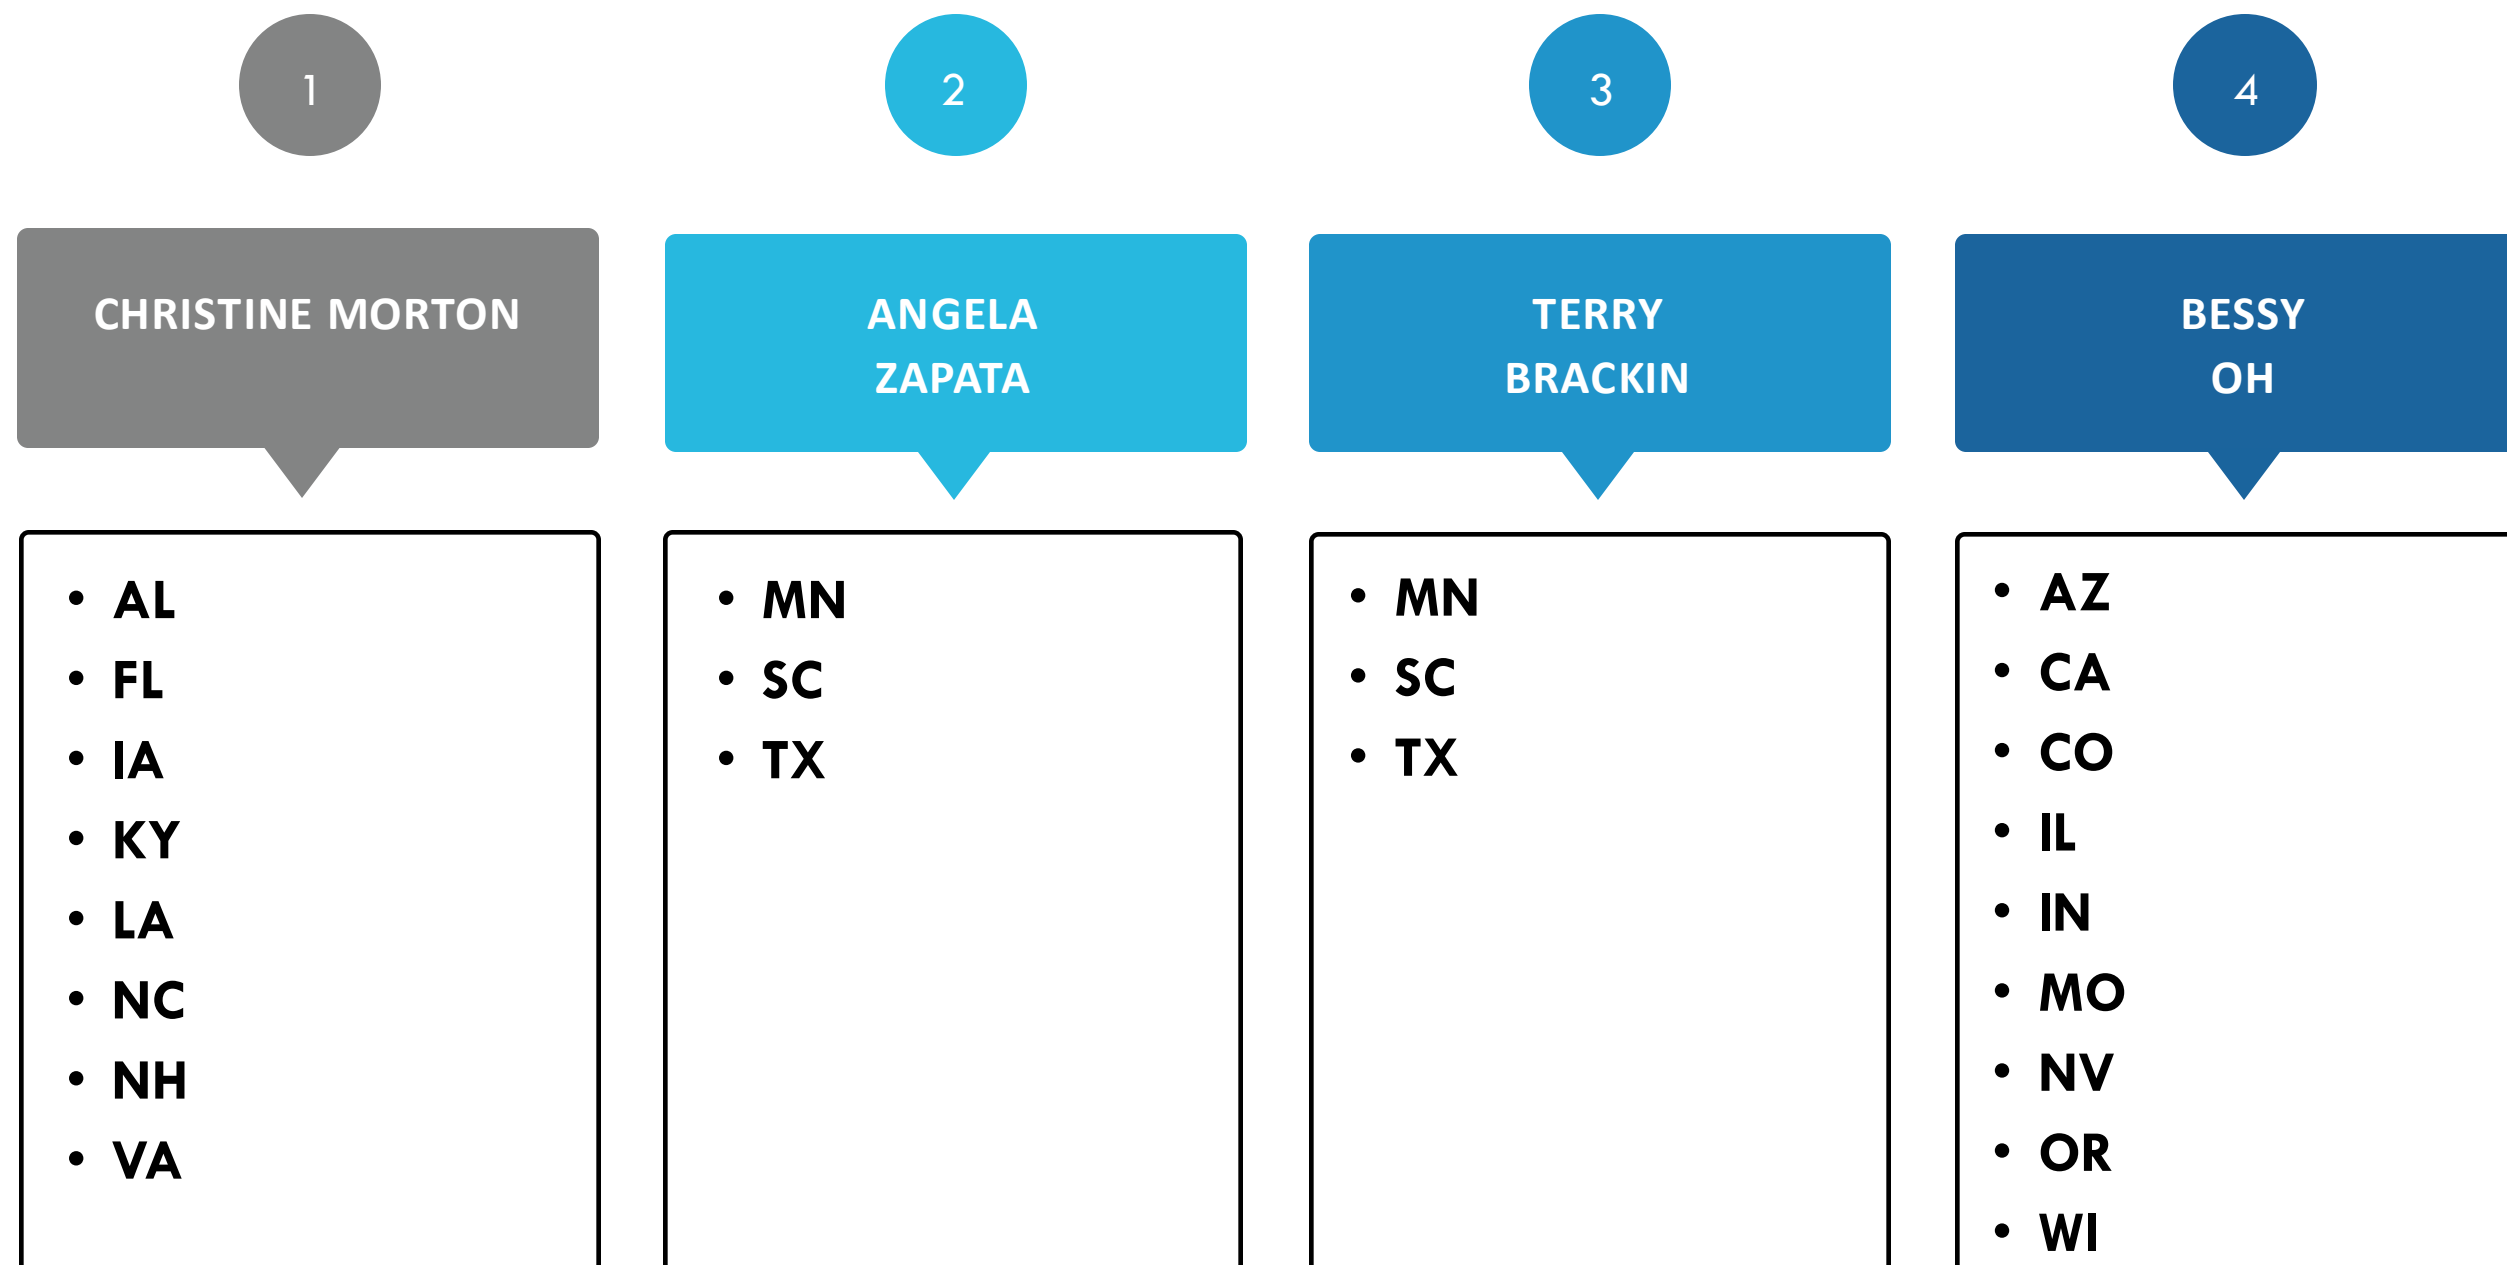 1
CHRISTINE MORTON
• AL
• FL
• IA
• KY
• LA
• NC
• NH
• VA
2
ANGELA
ZAPATA
• MN
• SC
• TX
3
TERRY
BRACKIN
• MN
• SC
• TX
4
BESSY
OH
• AZ
• CA
• CO
• IL
• IN
• MO
• NV
• OR
• WI